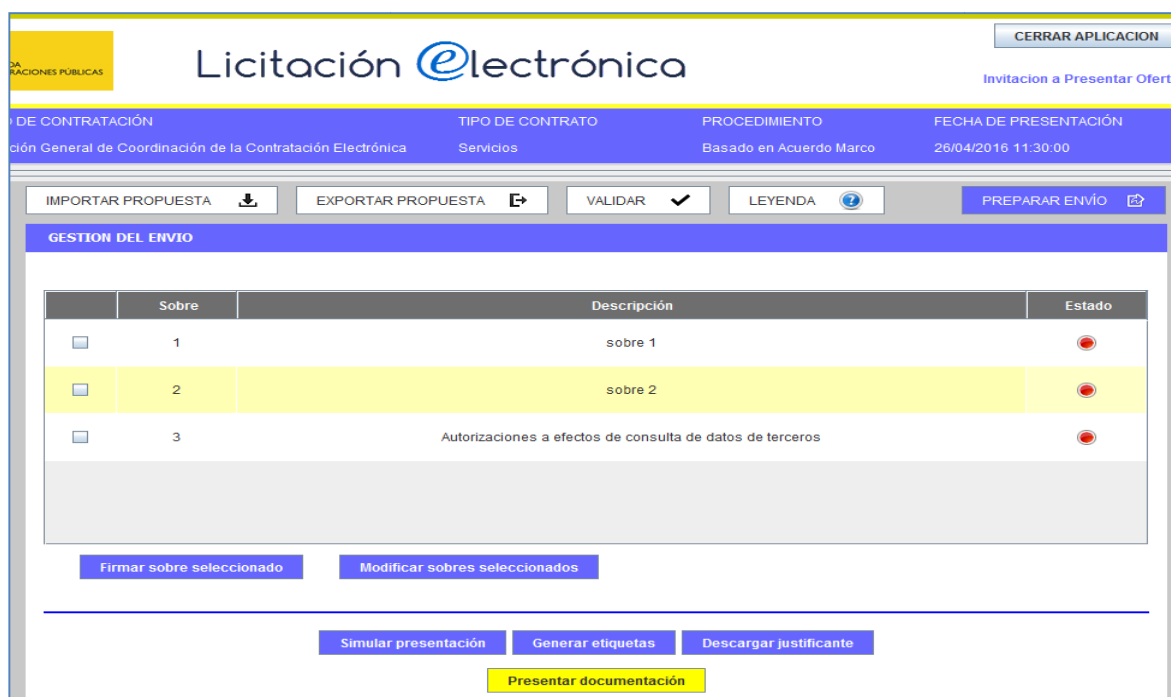 CERRAR APLICACION
DA
RACIONES PÚBLICAS
Licitación electrónica
Invitacion a Presentar Ofert
DE CONTRATACIÓN TIPO DE CONTRATO PROCEDIMIENTO FECHA DE PRESENTACIÓN
ción General de Coordinación de la Contratación Electrónica Servicios Basado en Acuerdo Marco 26/04/2016 11:30:00
IMPORTAR PROPUESTA EXPORTAR PROPUESTA VALIDAR LEYENDA ? PREPARAR ENVÍO
GESTION DEL ENVIO
Sobre Descripción Estado
1 sobre 1
2 sobre 2
3 Autorizaciones a efectos de consulta de datos de terceros
Firmar sobre seleccionado Modificar sobres seleccionados
Simular presentación Generar etiquetas Descargar justificante
Presentar documentación